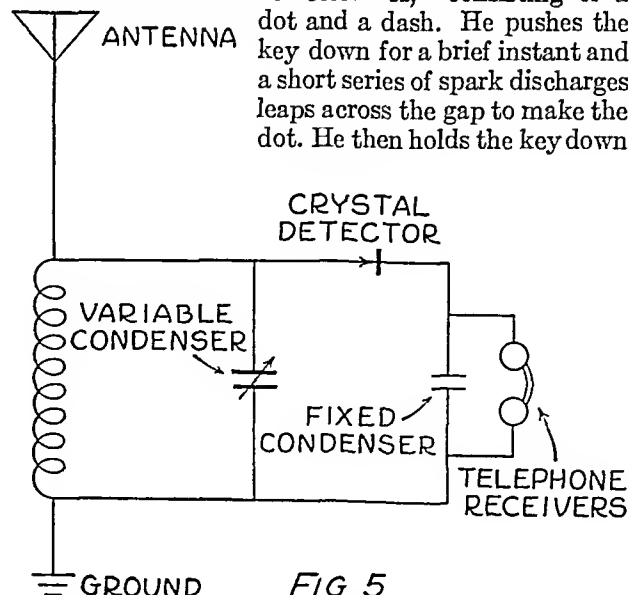 dot and a dash. He pushes the
key down for a brief instant and
a short series of spark discharges
leaps across the gap to make the
dot. He then holds the key down
ANTENNA
CRYSTAL
DETECTOR
VARIABLE
CONDENSER
FIXED
CONDENSER
TELEPHONE
RECEIVERS
GROUND
FIG 5